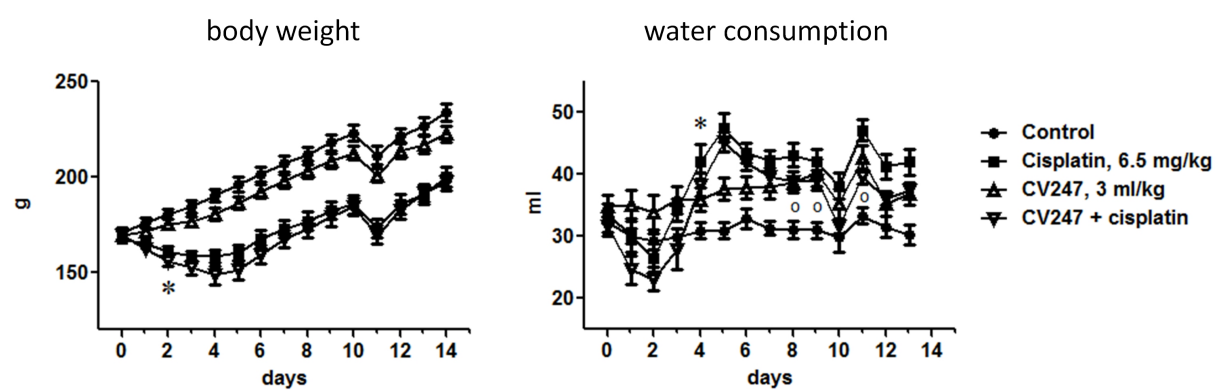 body weight
water consumption
250
200
150
g
*
0 2 4 6 8 10 12 14
days
50
40
30
20
ml
*
o o o
0 2 4 6 8 10 12 14
days
Control
Cisplatin, 6.5 mg/kg
CV247, 3 ml/kg
CV247 + cisplatin